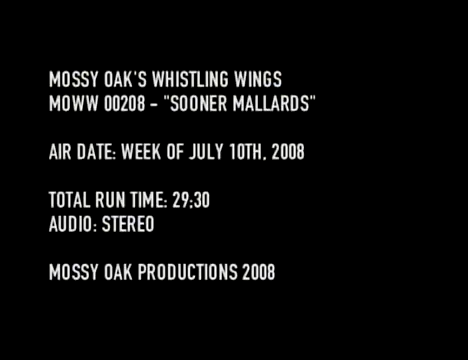 MOSSY OAK'S WHISTLING WINGS
MOWW 00208 - "SOONER MALLARDS"
AIR DATE: WEEK OF JULY 10TH, 2008
TOTAL RUN TIME: 29:30
AUDIO: STEREO
MOSSY OAK PRODUCTIONS 2008